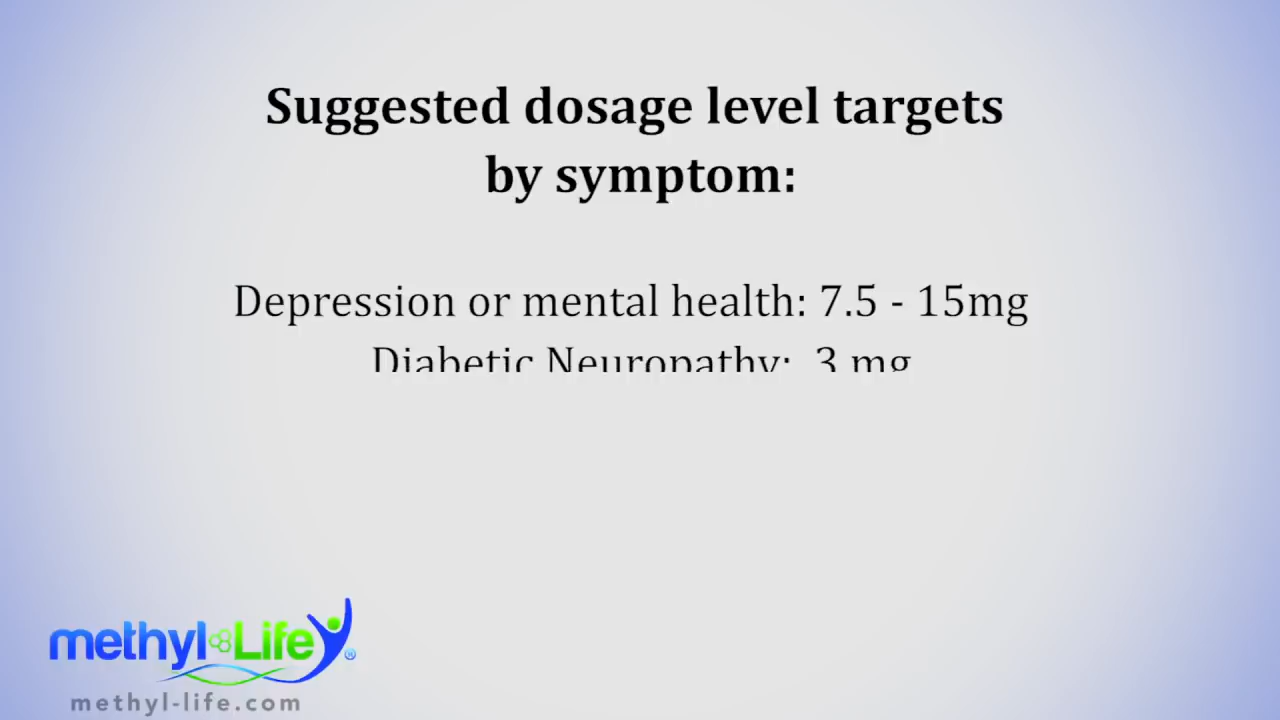 Suggested dosage level targets
by symptom:
Depression or mental health: 7.5 - 15mg
Diabetic Neuropathy: 3 mg
methyl Life®
methyl-life.com